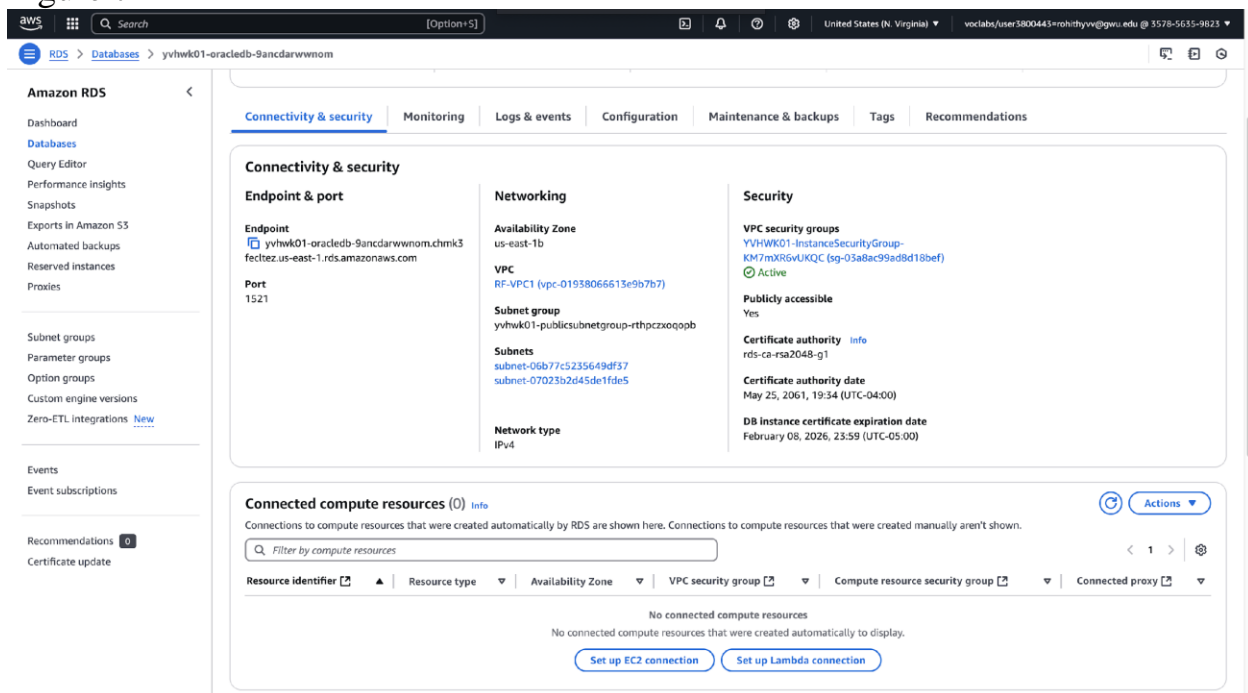 aws
Search
[Option+S]
United States (N. Virginia)
voclabs/user3800443=rohithyvv@gwu.edu @ 3578-5635-9823
RDS > Databases > yvhwk01-oracledb-9ancdarwwnom
Amazon RDS
Dashboard
Databases
Query Editor
Performance insights
Snapshots
Exports in Amazon S3
Automated backups
Reserved instances
Proxies
Subnet groups
Parameter groups
Option groups
Custom engine versions
Zero-ETL integrations New
Events
Event subscriptions
Recommendations 0
Certificate update
Connectivity & security
Monitoring
Logs & events
Configuration
Maintenance & backups
Tags
Recommendations
Connectivity & security
Endpoint & port
Endpoint
yvhwk01-oracledb-9ancdarwwnom.chmk3
fecltez.us-east-1.rds.amazonaws.com
Port
1521
Networking
Availability Zone
us-east-1b
VPC
RF-VPC1 (vpc-01938066613e9b7b7)
Subnet group
yvhwk01-publicsubnetgroup-rthpczxoqopb
Subnets
subnet-06b77c5235649df37
subnet-07023b2d45de1fde5
Network type
IPv4
Security
VPC security groups
YVHWK01-InstanceSecurityGroup-
KM7mXR6vUKQC (sg-03a8ac99ad8d18bef)
Active
Publicly accessible
Yes
Certificate authority Info
rds-ca-rsa2048-g1
Certificate authority date
May 25, 2061, 19:34 (UTC-04:00)
DB instance certificate expiration date
February 08, 2026, 23:59 (UTC-05:00)
Connected compute resources (0) Info
Actions
Connections to compute resources that were created automatically by RDS are shown here. Connections to compute resources that were created manually aren't shown.
Filter by compute resources
1
Resource identifier
Resource type
Availability Zone
VPC security group
Compute resource security group
Connected proxy
No connected compute resources
No connected compute resources that were created automatically to display.
Set up EC2 connection
Set up Lambda connection